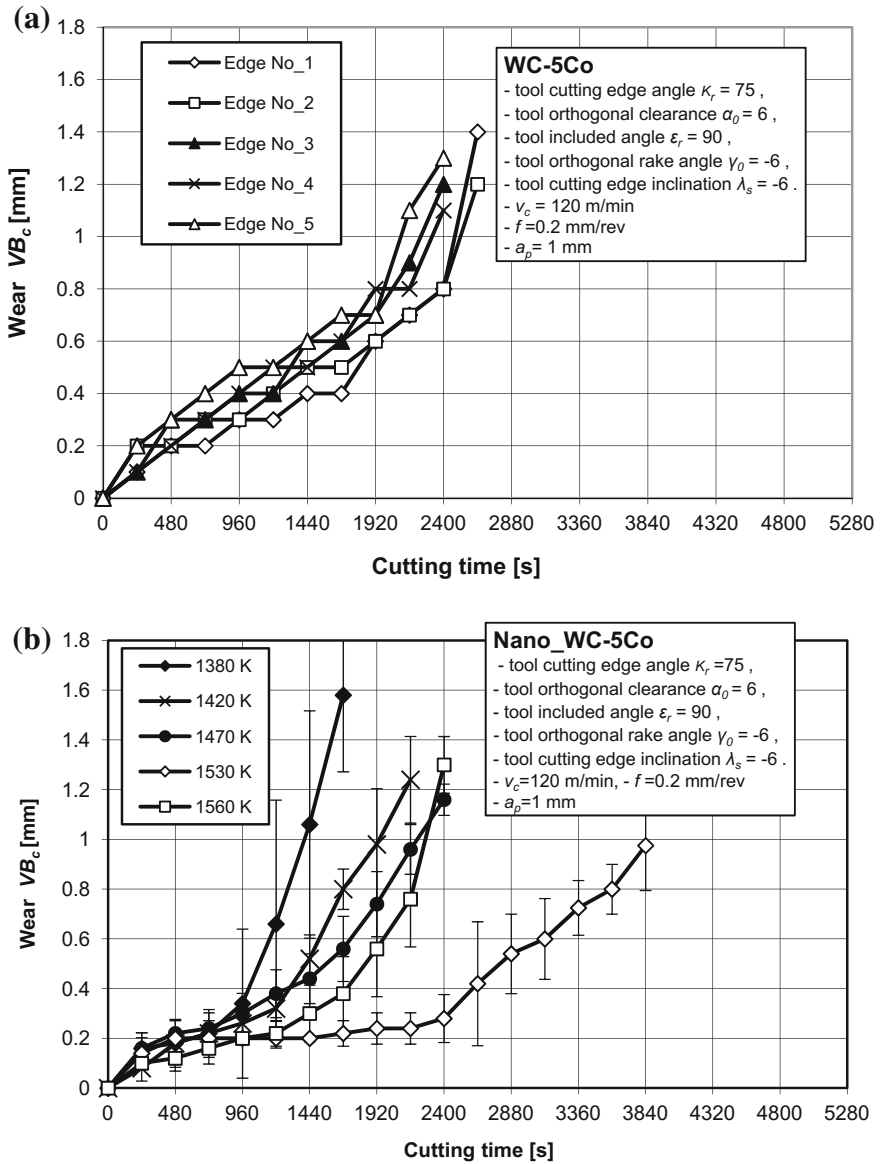 (a)
1.8
1.6
1.4
1.2
1.0
0.8
0.6
0.4
0.2
0
Wear VBc [mm]
Edge No_1
Edge No_2
Edge No_3
Edge No_4
Edge No_5
WC-5Co
- tool cutting edge angle κr = 75 ,
- tool orthogonal clearance α0 = 6 ,
- tool included angle εr = 90 ,
- tool orthogonal rake angle γ0 = -6 ,
- tool cutting edge inclination λs = -6 .
- vc = 120 m/min
- f =0.2 mm/rev
- ap= 1 mm
0 480 960 1440 1920 2400 2880 3360 3840 4320 4800 5280
Cutting time [s]
(b)
1.8
1.6
1.4
1.2
1.0
0.8
0.6
0.4
0.2
0
Wear VBc [mm]
1380 K
1420 K
1470 K
1530 K
1560 K
Nano_WC-5Co
- tool cutting edge angle κr =75 ,
- tool orthogonal clearance α0 = 6 ,
- tool included angle εr = 90 ,
- tool orthogonal rake angle γ0 = -6 ,
- tool cutting edge inclination λs = -6 .
- vc=120 m/min, - f =0.2 mm/rev
- ap=1 mm
0 480 960 1440 1920 2400 2880 3360 3840 4320 4800 5280
Cutting time [s]